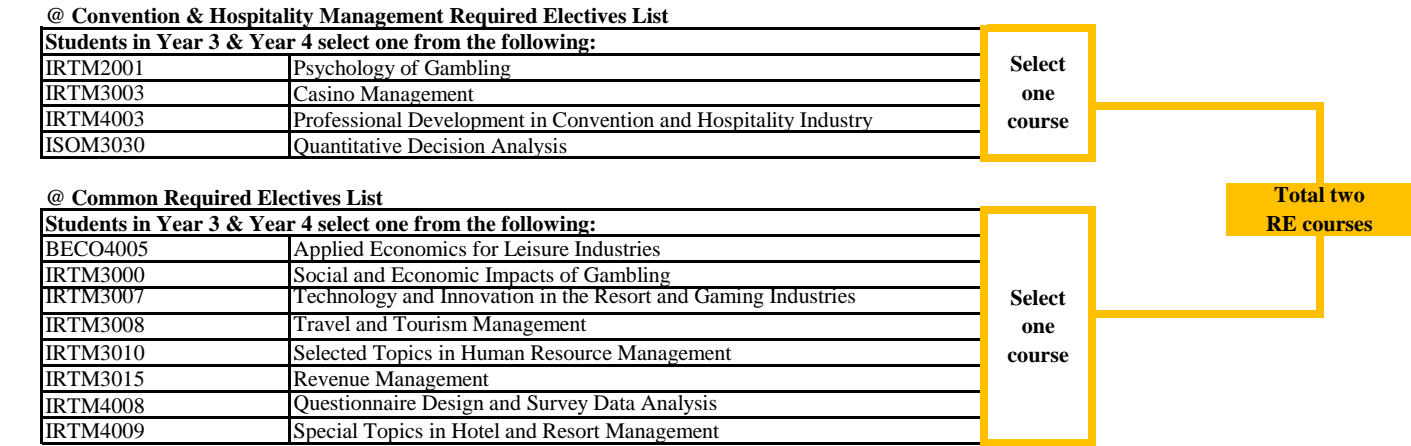 @ Convention & Hospitality Management Required Electives List
Students in Year 3 & Year 4 select one from the following:
IRTM2001 Psychology of Gambling
IRTM3003 Casino Management
IRTM4003 Professional Development in Convention and Hospitality Industry
ISOM3030 Quantitative Decision Analysis
Select
one
course
@ Common Required Electives List
Students in Year 3 & Year 4 select one from the following:
BECO4005 Applied Economics for Leisure Industries
IRTM3000 Social and Economic Impacts of Gambling
IRTM3007 Technology and Innovation in the Resort and Gaming Industries
IRTM3008 Travel and Tourism Management
IRTM3010 Selected Topics in Human Resource Management
IRTM3015 Revenue Management
IRTM4008 Questionnaire Design and Survey Data Analysis
IRTM4009 Special Topics in Hotel and Resort Management
Select
one
course
Total two
RE courses